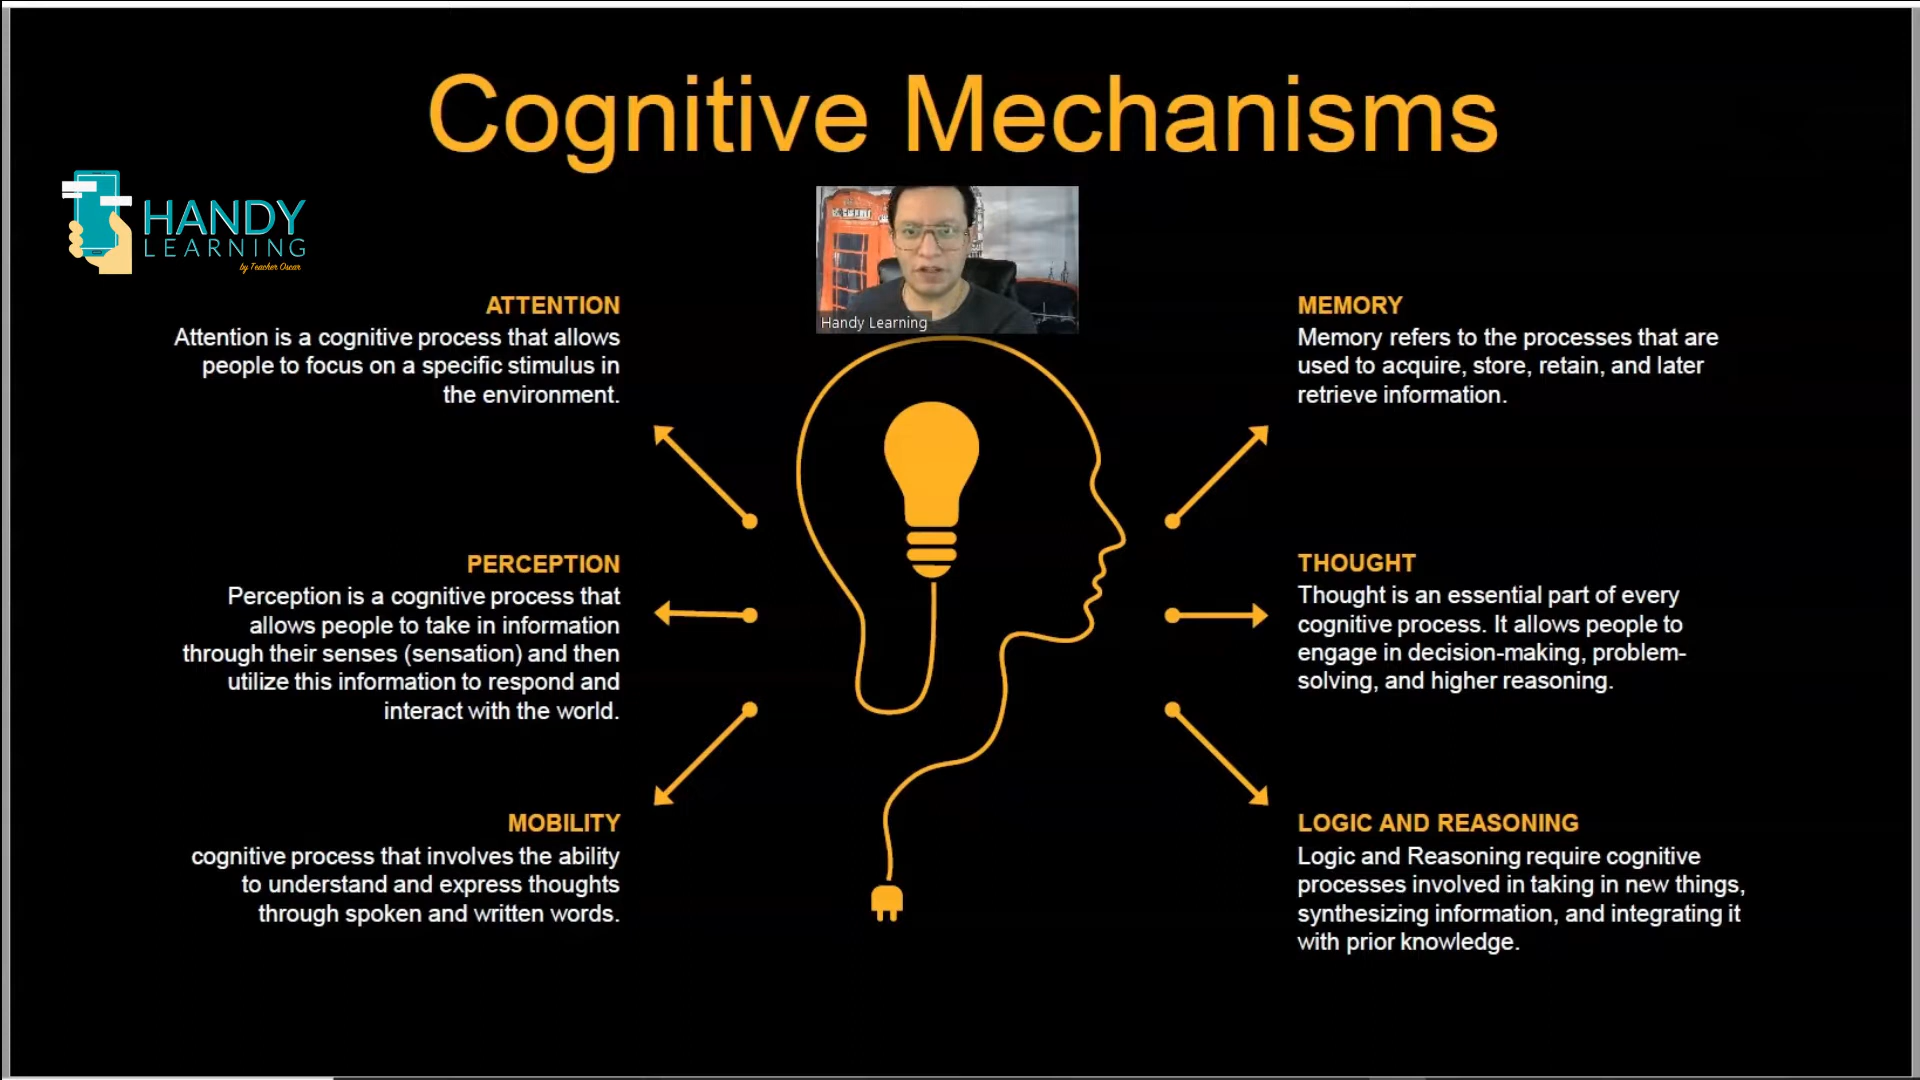 Cognitive Mechanisms
HANDY
LEARNING
by Teacher Oscar
Handy Learning
ATTENTION
Attention is a cognitive process that allows
people to focus on a specific stimulus in
the environment.
PERCEPTION
Perception is a cognitive process that
allows people to take in information
through their senses (sensation) and then
utilize this information to respond and
interact with the world.
MOBILITY
cognitive process that involves the ability
to understand and express thoughts
through spoken and written words.
MEMORY
Memory refers to the processes that are
used to acquire, store, retain, and later
retrieve information.
THOUGHT
Thought is an essential part of every
cognitive process. It allows people to
engage in decision-making, problem-
solving, and higher reasoning.
LOGIC AND REASONING
Logic and Reasoning require cognitive
processes involved in taking in new things,
synthesizing information, and integrating it
with prior knowledge.